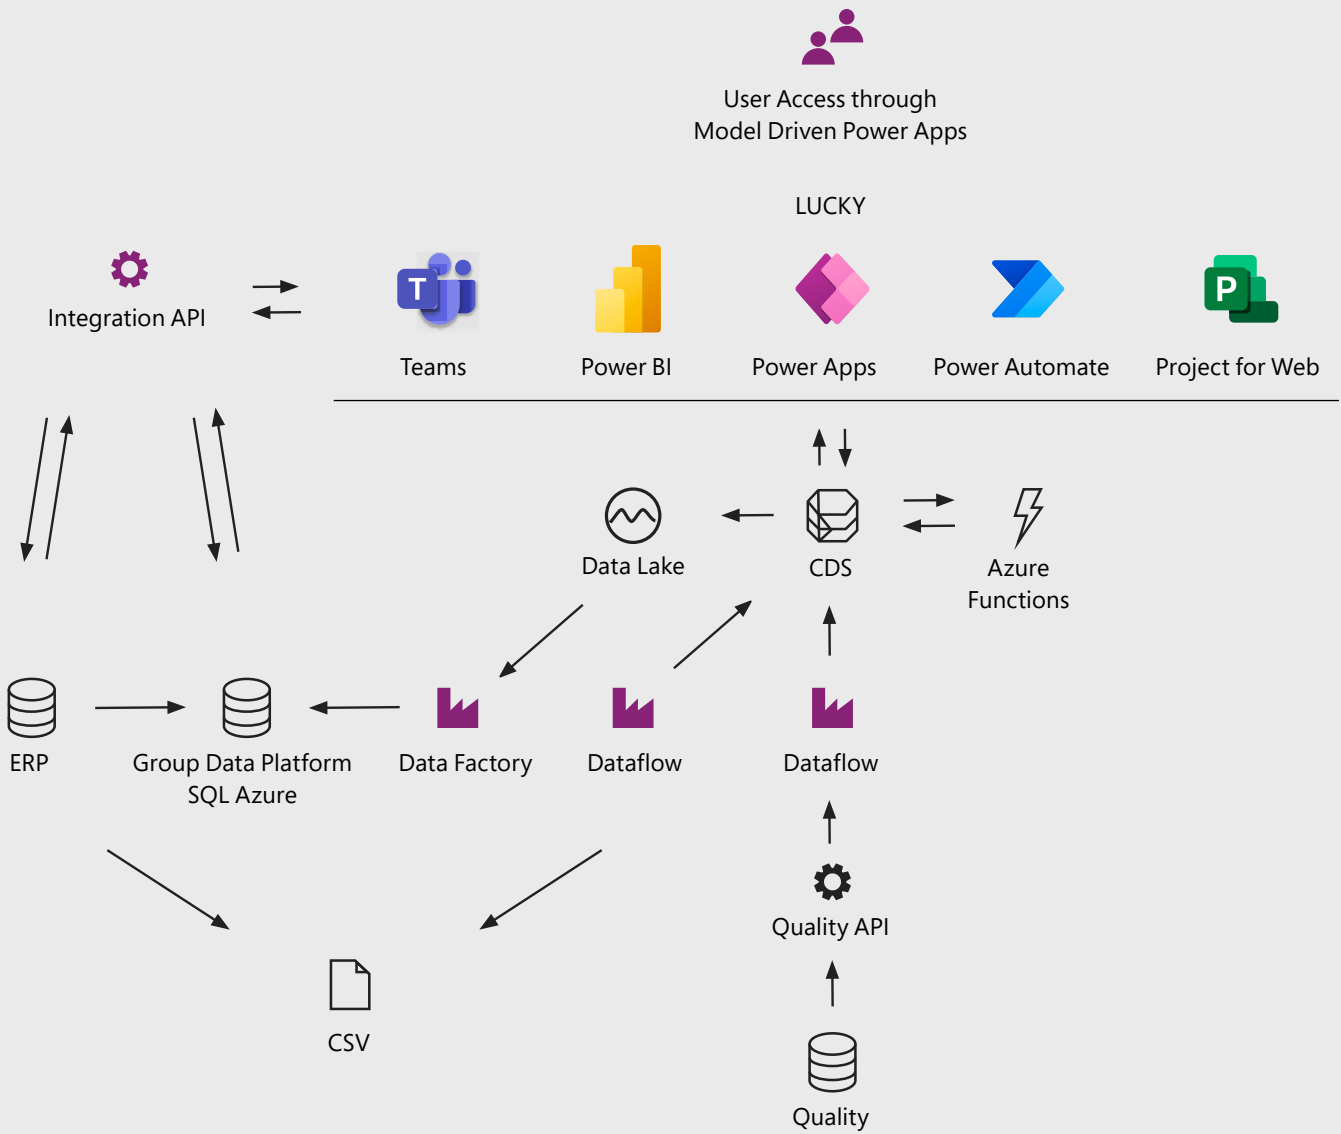 User Access through
Model Driven Power Apps
LUCKY
Integration API
T
P
Teams
Power BI
Power Apps
Power Automate
Project for Web
Data Lake
CDS
Azure
Functions
ERP
Group Data Platform
SQL Azure
Data Factory
Dataflow
Dataflow
Quality API
CSV
Quality